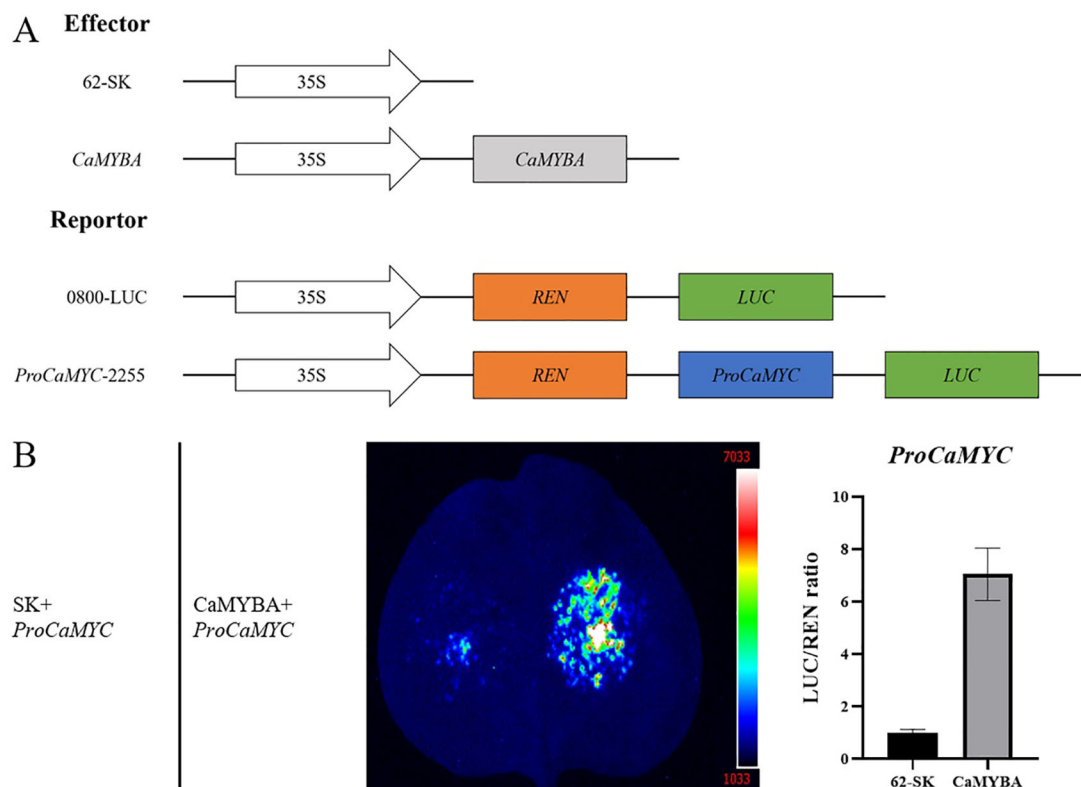 A
Effector
62-SK
35S
CaMYBA
35S
CaMYBA
Reportor
0800-LUC
35S
REN
LUC
ProCaMYC-2255
35S
REN
ProCaMYC
LUC
B
SK+
ProCaMYC
CaMYBA+
ProCaMYC
7033
1033
ProCaMYC
LUC/REN ratio
10
8
6
4
2
0
62-SK
CaMYBA